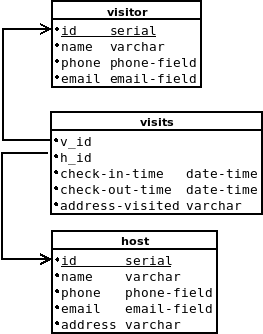 visitor
•id serial
•name varchar
•phone phone-field
•email email-field
visits
•v_id
•h_id
•check-in-time date-time
•check-out-time date-time
•address-visited varchar
host
•id serial
•name varchar
•phone phone-field
•email email-field
•address varchar